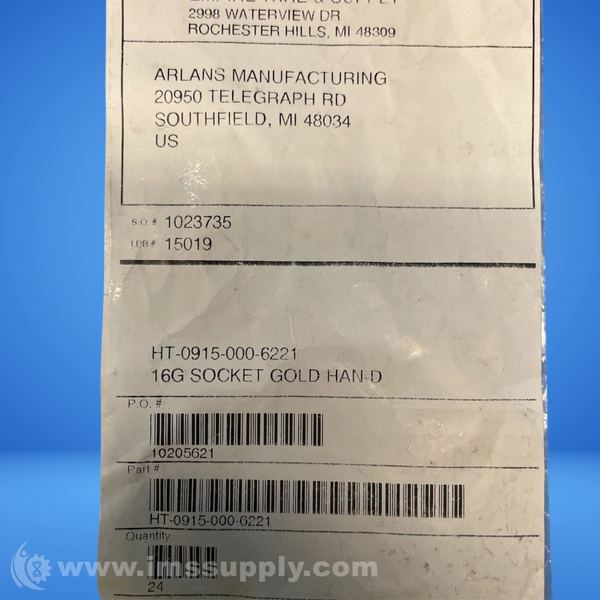 2998 WATERVIEW DR
ROCHESTER HILLS, MI 48309
ARLANS MANUFACTURING
20950 TELEGRAPH RD
SOUTHFIELD, MI 48034
US
S.O. # 1023735
LPB # 15019
HT-0915-000-6221
16G SOCKET GOLD HAN-D
P.O. #
10205621
Part #
HT-0915-000-6221
Quantity
24
www.imssupply.com